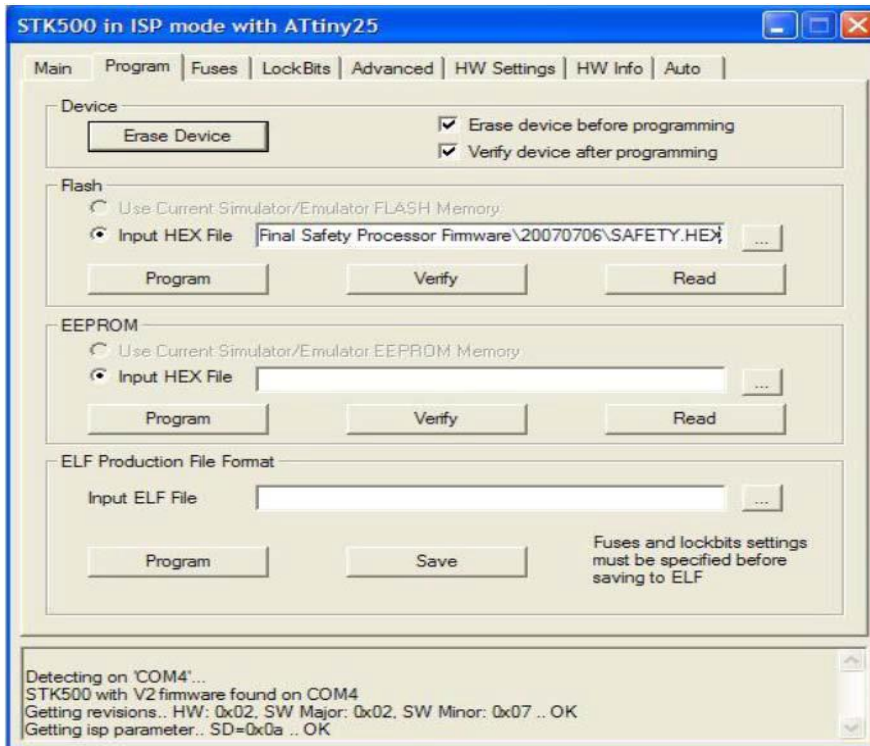 STK500 in ISP mode with ATtiny25
Main Program Fuses LockBits Advanced HW Settings HW Info Auto
Device
Erase Device
Erase device before programming
Verify device after programming
Flash
Use Current Simulator/Emulator FLASH Memory
Input HEX File Final Safety Processor Firmware\20070706\SAFETY.HEX ...
Program Verify Read
EEPROM
Use Current Simulator/Emulator EEPROM Memory
Input HEX File ...
Program Verify Read
ELF Production File Format
Input ELF File ...
Program Save
Fuses and lockbits settings
must be specified before
saving to ELF
Detecting on 'COM4'...
STK500 with V2 firmware found on COM4
Getting revisions.. HW: 0x02, SW Major: 0x02, SW Minor: 0x07 .. OK
Getting isp parameter.. SD=0x0a .. OK